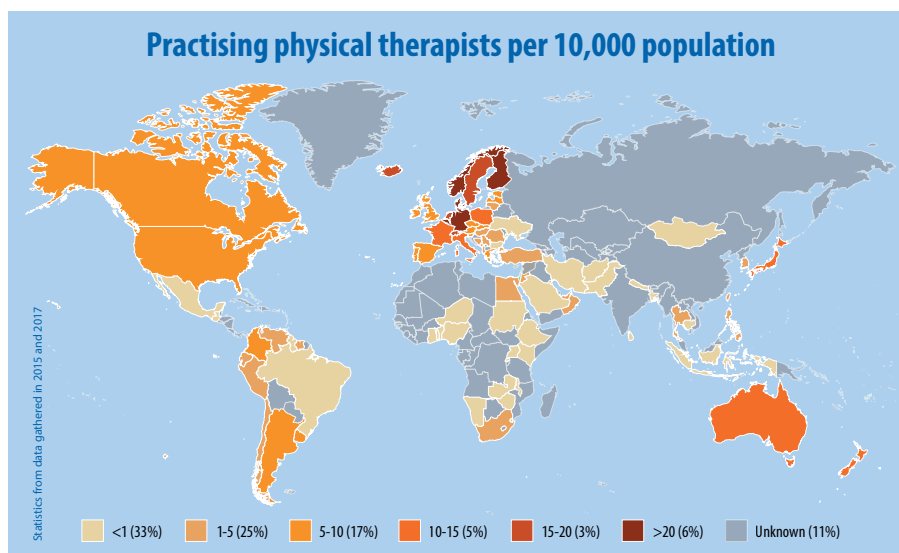 Practising physical therapists per 10,000 population
Statistics from data gathered in 2015 and 2017
<1 (33%)
1-5 (25%)
5-10 (17%)
10-15 (5%)
15-20 (3%)
>20 (6%)
Unknown (11%)